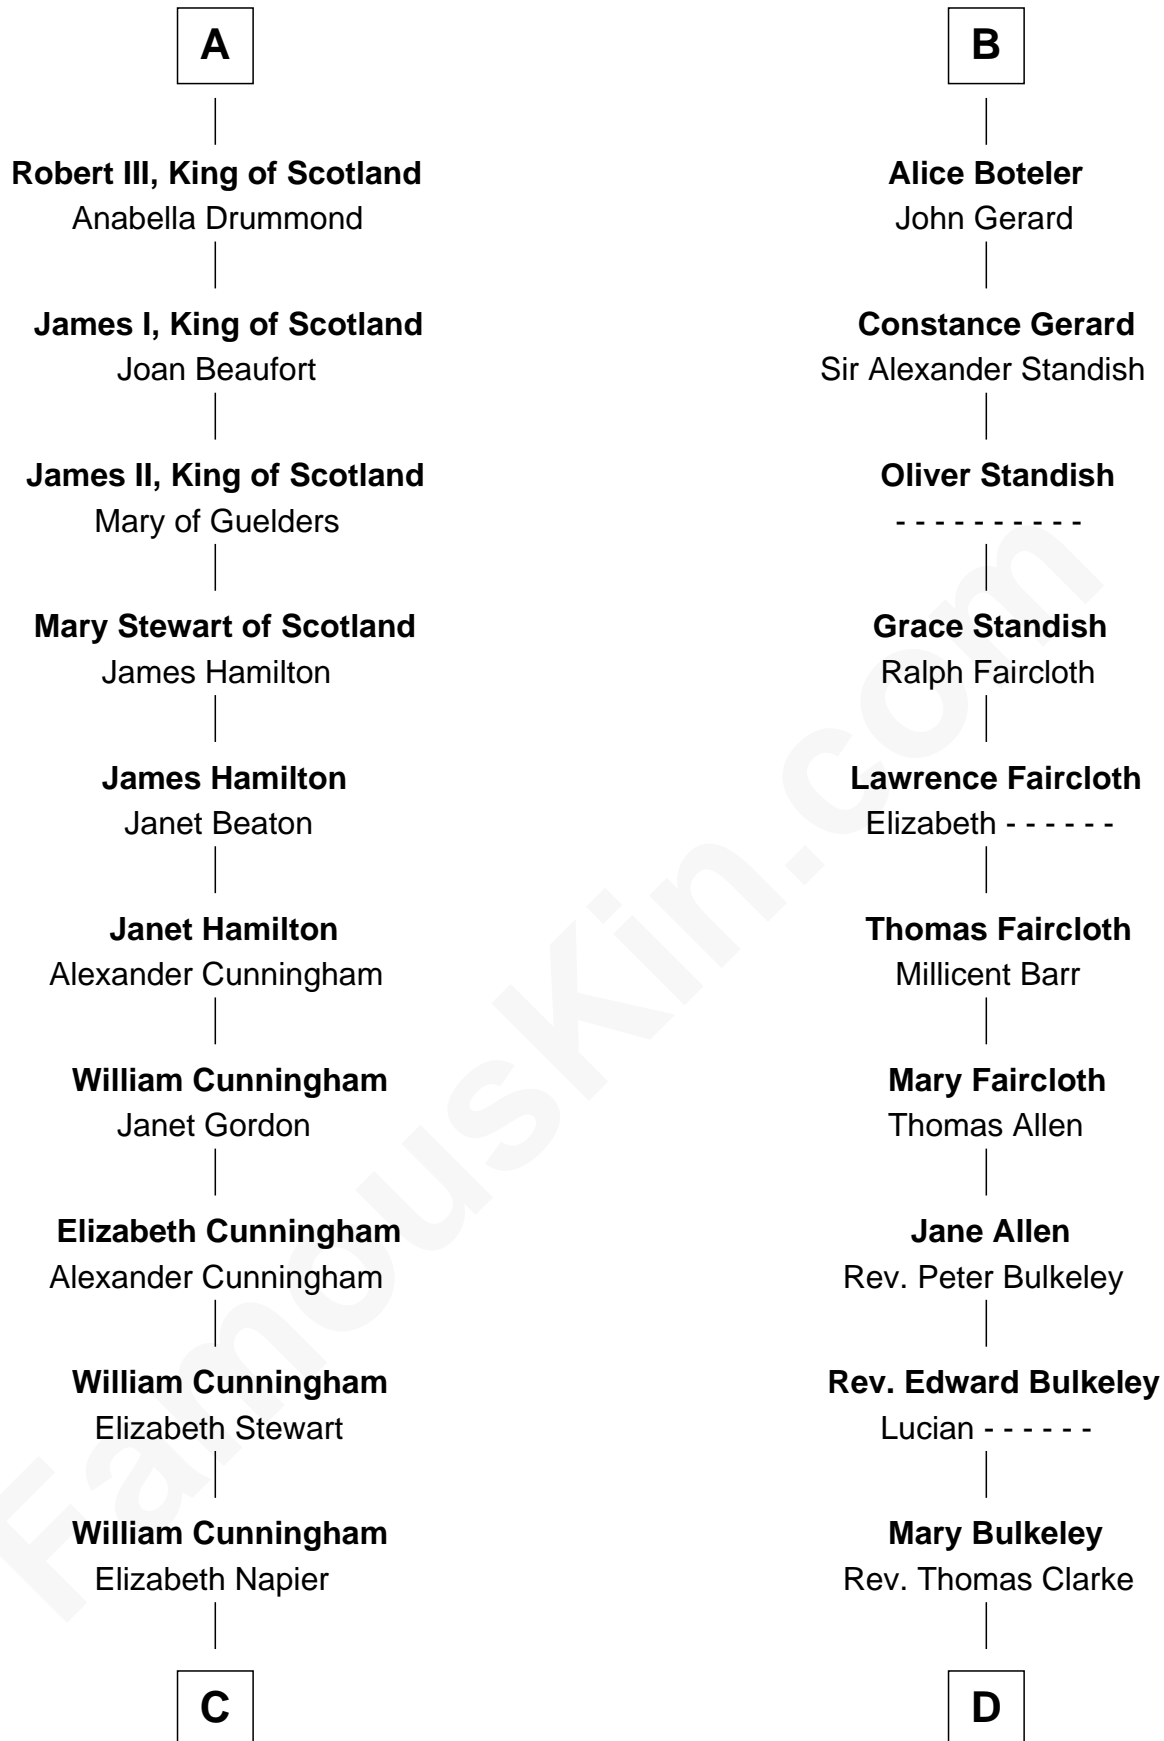 A
Robert III, King of Scotland
Anabella Drummond
James I, King of Scotland
Joan Beaufort
James II, King of Scotland
Mary of Guelders
Mary Stewart of Scotland
James Hamilton
James Hamilton
Janet Beaton
Janet Hamilton
Alexander Cunningham
William Cunningham
Janet Gordon
Elizabeth Cunningham
Alexander Cunningham
William Cunningham
Elizabeth Stewart
William Cunningham
Elizabeth Napier
C
B
Alice Boteler
John Gerard
Constance Gerard
Sir Alexander Standish
Oliver Standish
- - - - - - - - - -
Grace Standish
Ralph Faircloth
Lawrence Faircloth
Elizabeth - - - - - -
Thomas Faircloth
Millicent Barr
Mary Faircloth
Thomas Allen
Jane Allen
Rev. Peter Bulkeley
Rev. Edward Bulkeley
Lucian - - - - - -
Mary Bulkeley
Rev. Thomas Clarke
D
FamousKin.com